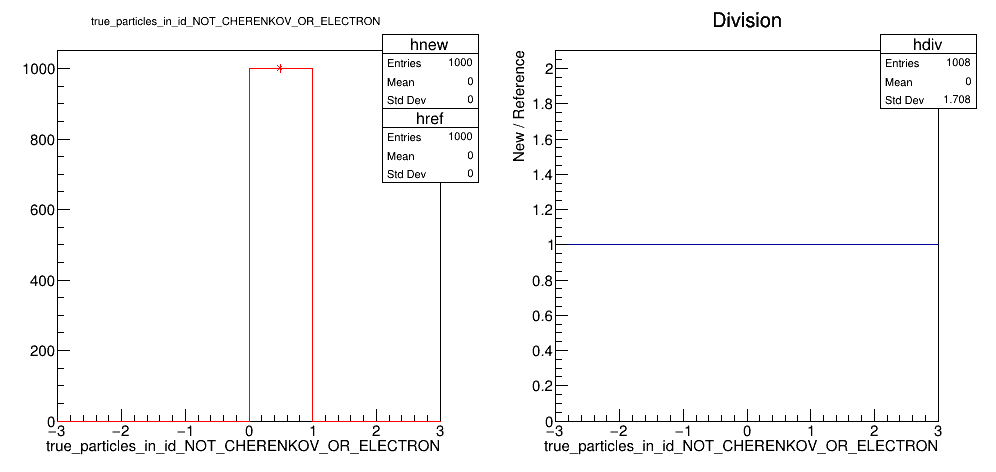 true_particles_in_id_NOT_CHERENKOV_OR_ELECTRON
hnew
Entries 1000
Mean 0
Std Dev 0
href
Entries 1000
Mean 0
Std Dev 0
1000
800
600
400
200
0
−3 −2 −1 0 1 2 3
true_particles_in_id_NOT_CHERENKOV_OR_ELECTRON
Division
hdiv
Entries 1008
Mean 0
Std Dev 1.708
New / Reference
2
1.8
1.6
1.4
1.2
1
0.8
0.6
0.4
0.2
0
−3 −2 −1 0 1 2 3
true_particles_in_id_NOT_CHERENKOV_OR_ELECTRON